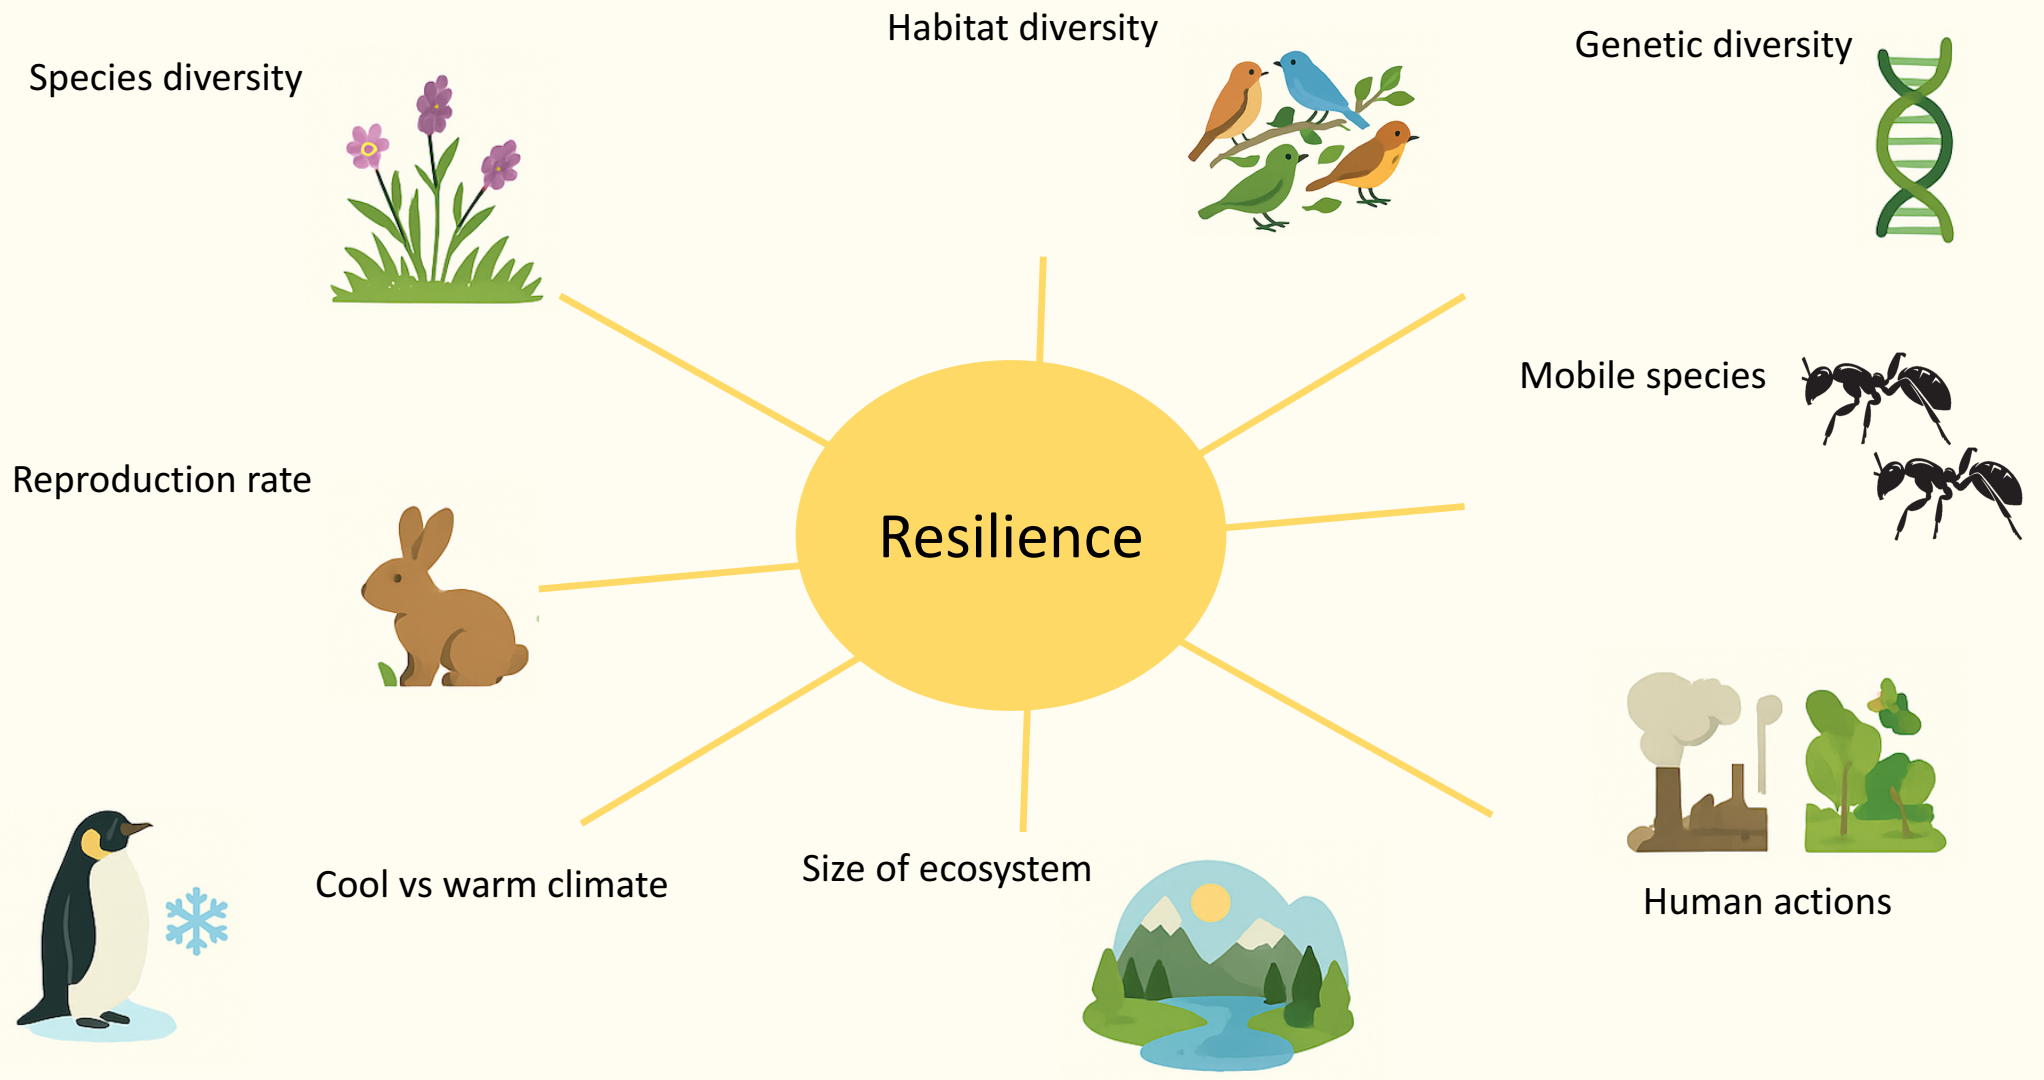 Habitat diversity
Genetic diversity
Species diversity
Mobile species
Reproduction rate
Resilience
Size of ecosystem
Cool vs warm climate
Human actions